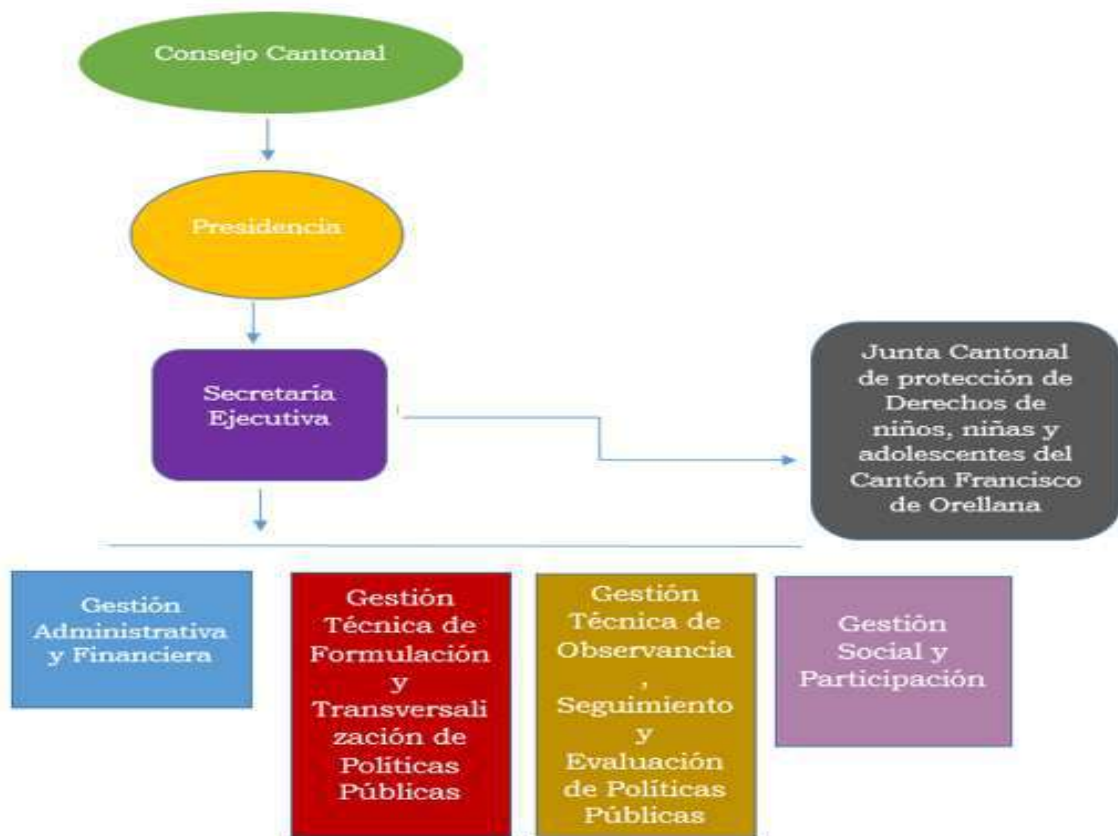 Consejo Cantonal
Presidencia
Secretaría
Ejecutiva
Junta Cantonal
de protección de
Derechos de
niños, niñas y
adolescentes del
Cantón Francisco
de Orellana
Gestión
Administrativa
y Financiera
Gestión
Técnica de
Formulación
y
Transversali
zación de
Políticas
Públicas
Gestión
Técnica de
Observancia
,
Seguimiento
y
Evaluación
de Políticas
Públicas
Gestión
Social y
Participación